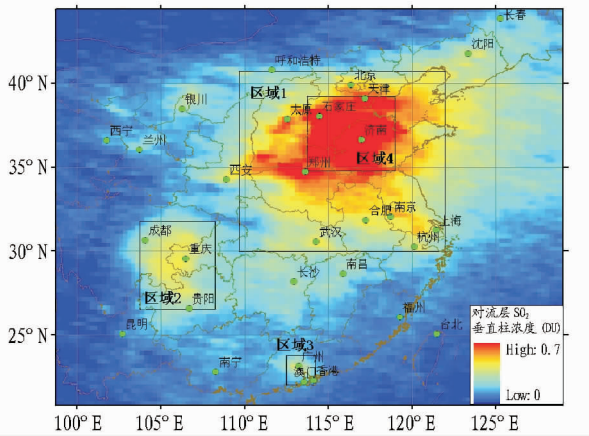 长春
沈阳
呼和浩特
40° N
北京
天津
区域1
银川
太原
石家庄
西宁
兰州
济南
区域4
35° N
西安
郑州
合肥
南京
上海
成都
武汉
杭州
30° N
重庆
长沙
南昌
区域2
贵阳
昆明
福州
台北
25° N
区域3
南宁
广州
澳门
香港
对流层 SO₂
垂直柱浓度 (DU)
High: 0.7
Low: 0
100° E
105° E
110° E
115° E
120° E
125° E